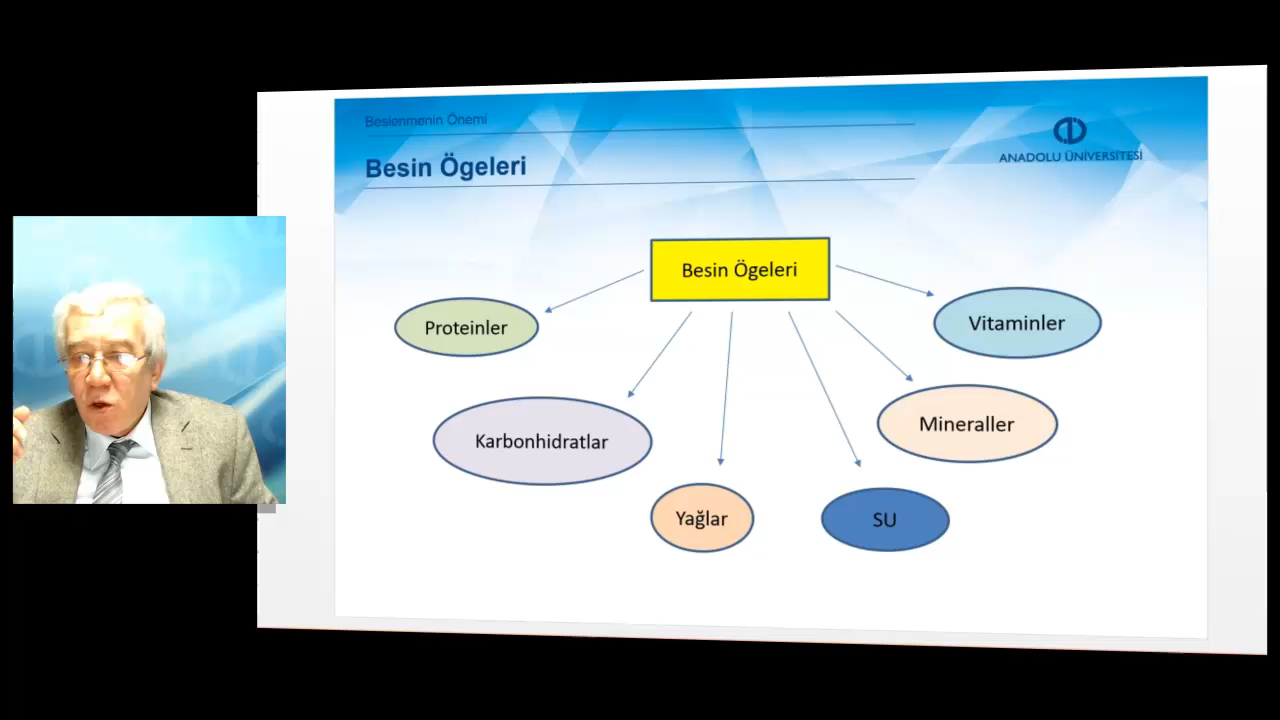 Beslenmenin Önemi
Besin Ögeleri
ANADOLU ÜNİVERSİTESİ
Besin Ögeleri
Proteinler
Vitaminler
Karbonhidratlar
Mineraller
Yağlar
SU